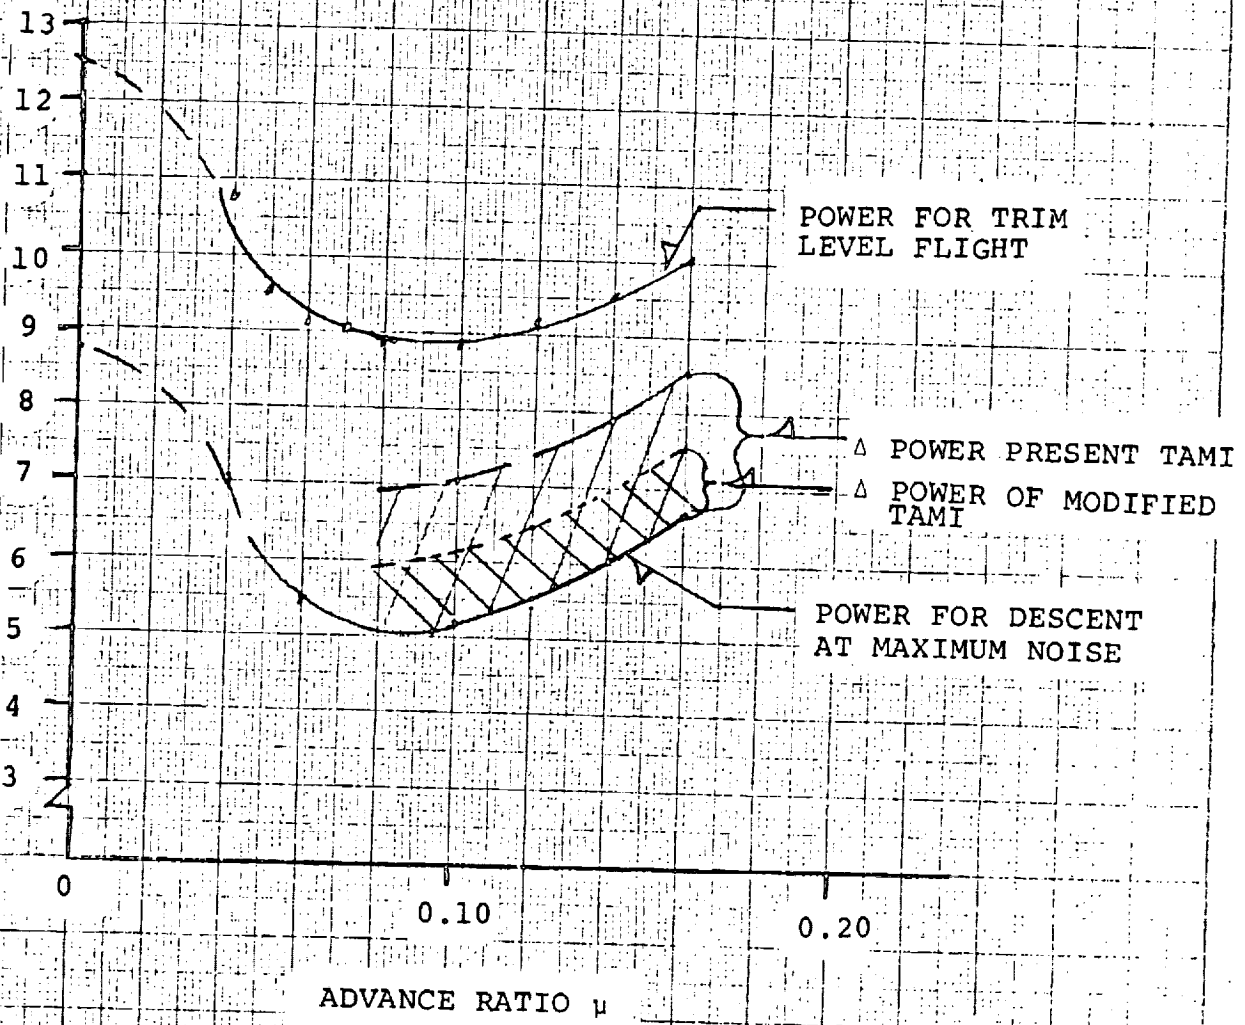 13
12
11
10
9
8
7
6
5
4
3
0
0.10
0.20
POWER FOR TRIM
LEVEL FLIGHT
Δ POWER PRESENT TAMI
Δ POWER OF MODIFIED
TAMI
POWER FOR DESCENT
AT MAXIMUM NOISE
ADVANCE RATIO μ